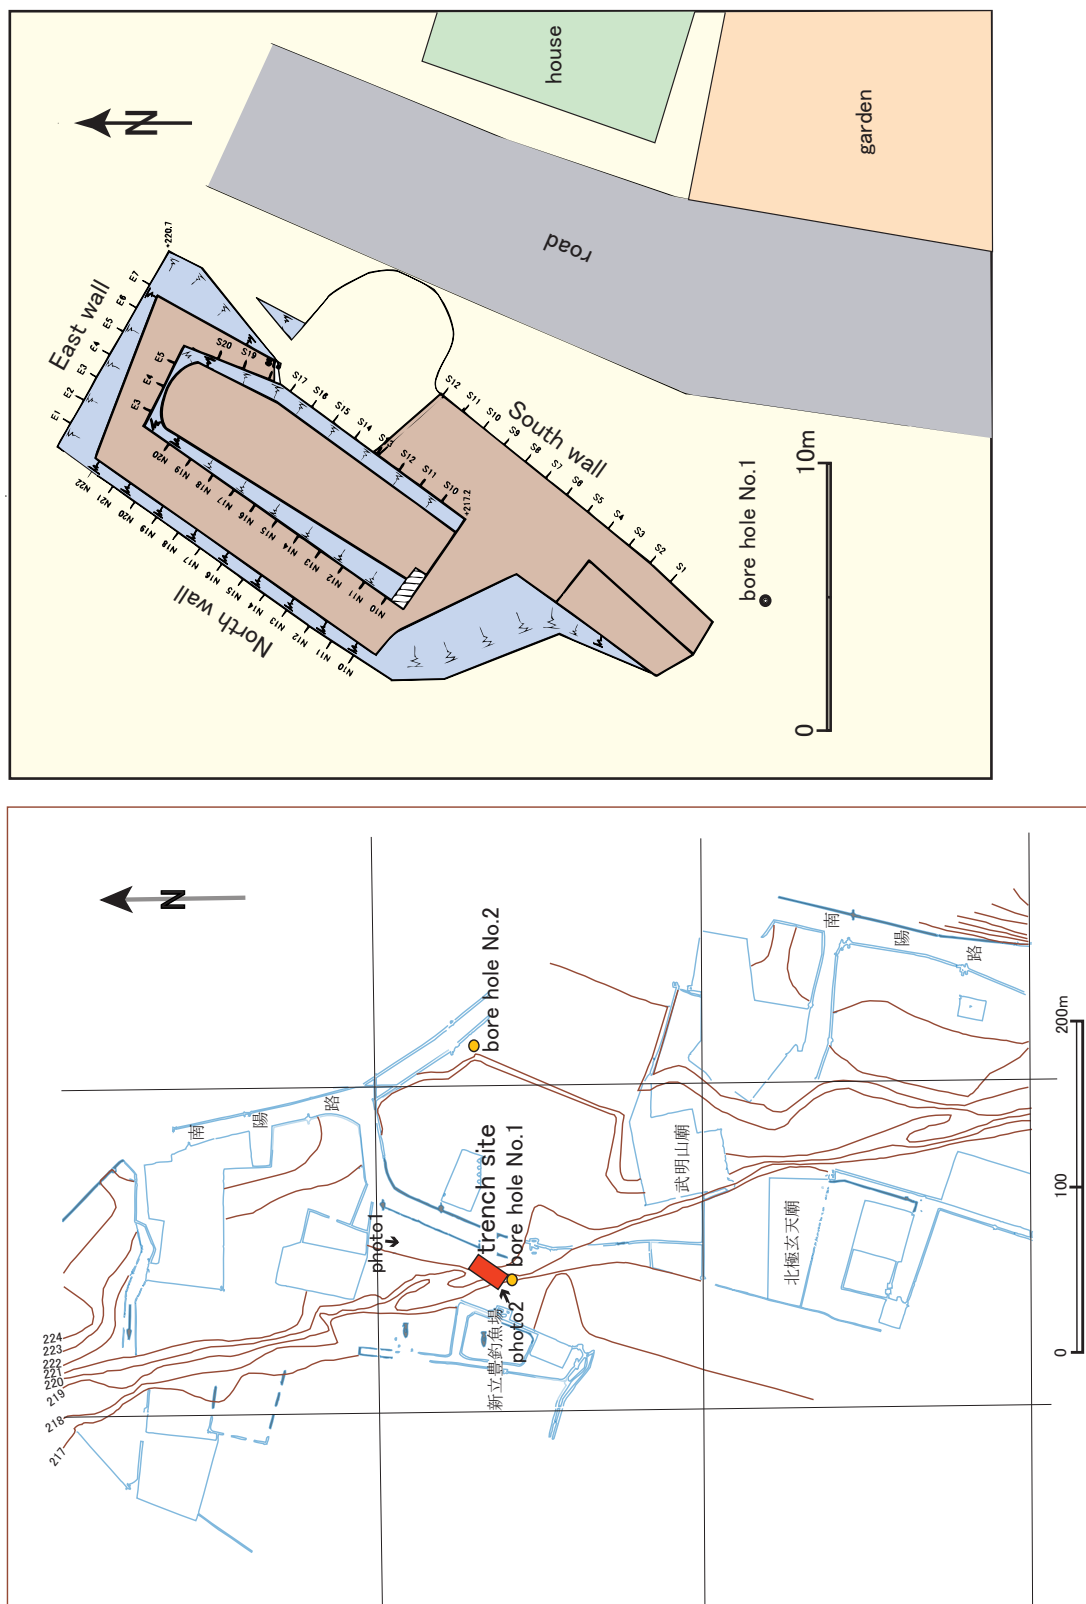 house
garden
N
road
+220.7
East wall
E1
E2
E3
E4
E5
E6
E7
E3
E4
E5
S20
S19
S17
S16
S15
S14
S13
S12
S11
S10
+217.2
S12
S11
S10
S9
S8
S7
S6
S5
S4
S3
S2
S1
South wall
N20
N19
N18
N17
N16
N15
N14
N13
N12
N11
N10
N22
N21
N20
N19
N18
N17
N16
N15
N14
N13
N12
N11
N10
North wall
bore hole No.1
0
10m
N
bore hole No.2
南陽路
南陽路
trench site
bore hole No.1
photo1
photo2
新立豊釣魚場
武明山廟
北極玄天廟
224
223
222
221
220
219
218
217
0
100
200m